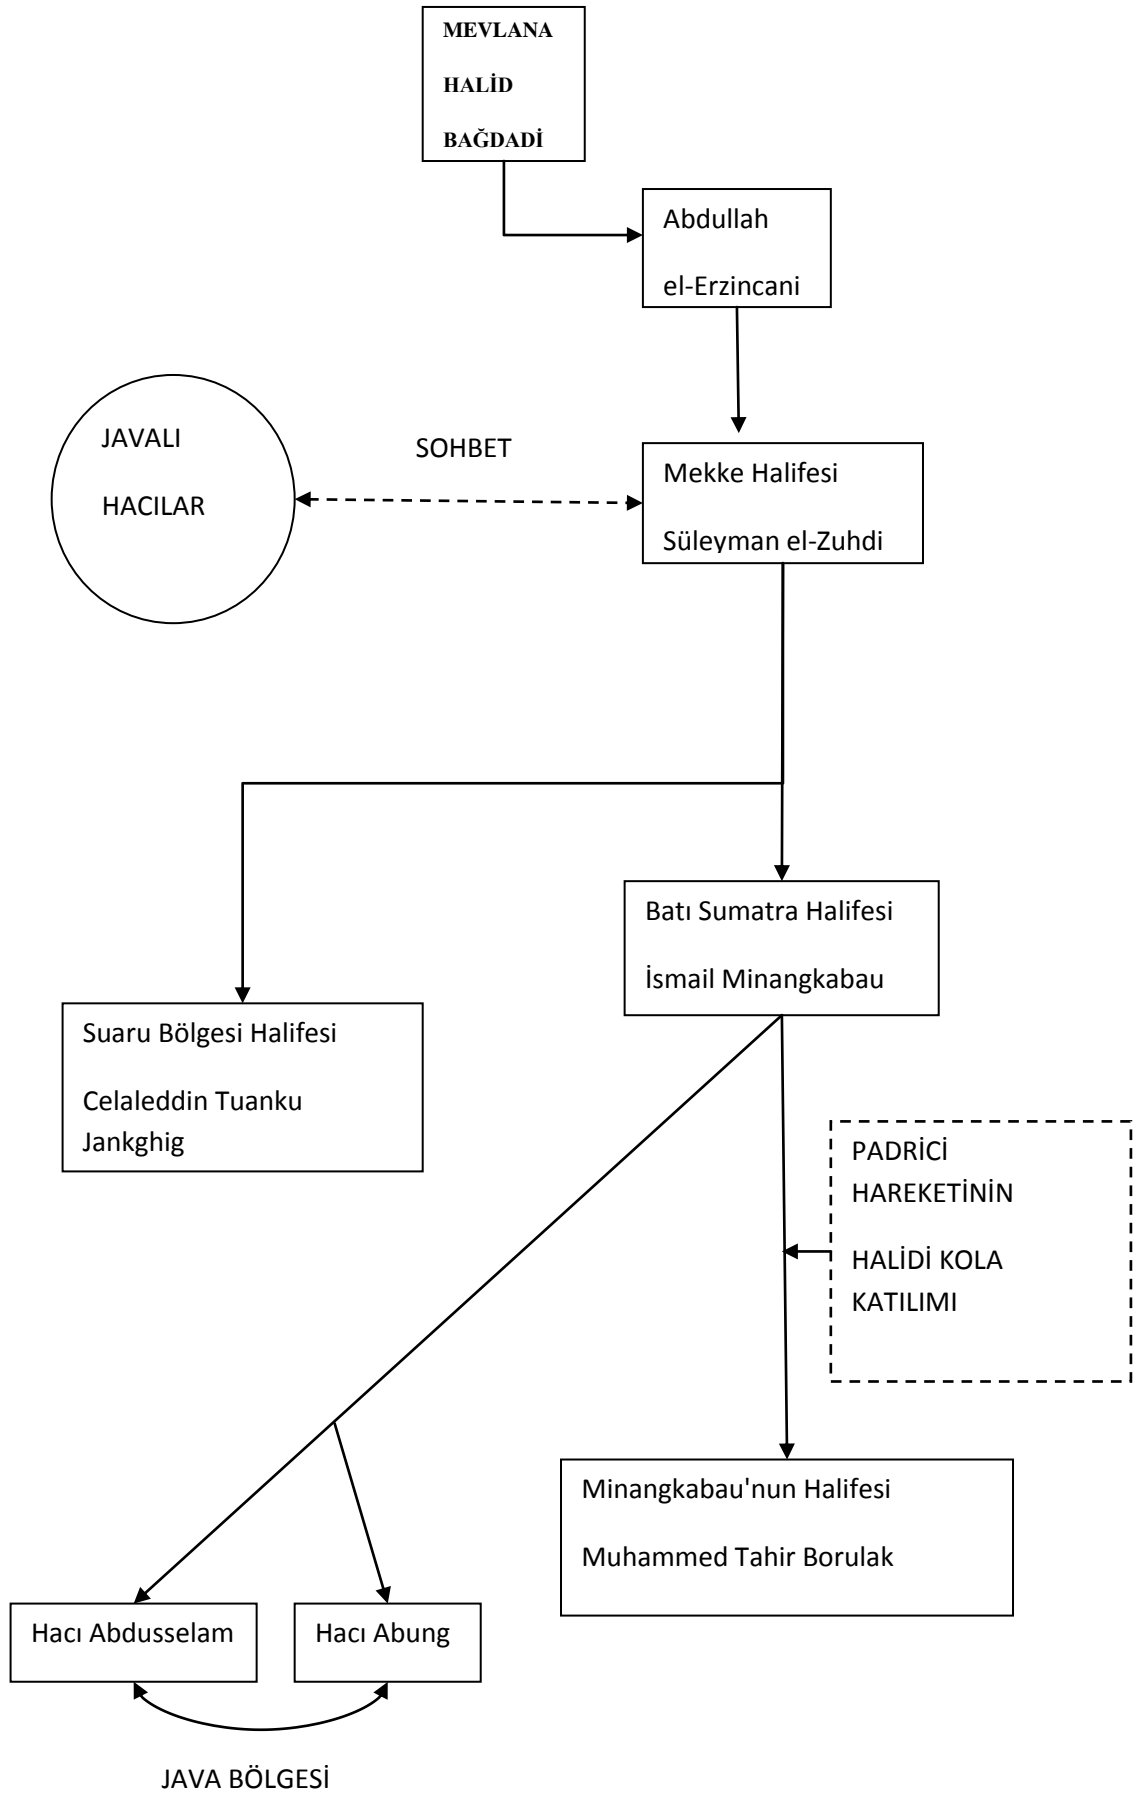 MEVLANA
HALİD
BAĞDADİ
Abdullah
el-Erzincani
JAVALI
HACILAR
SOHBET
Mekke Halifesi
Süleyman el-Zuhdi
Batı Sumatra Halifesi
İsmail Minangkabau
Suaru Bölgesi Halifesi
Celaleddin Tuanku
Jankghig
PADRİCİ
HAREKETİNİN
HALİDİ KOLA
KATILIMI
Minangkabau'nun Halifesi
Muhammed Tahir Borulak
Hacı Abdusselam
Hacı Abung
JAVA BÖLGESİ